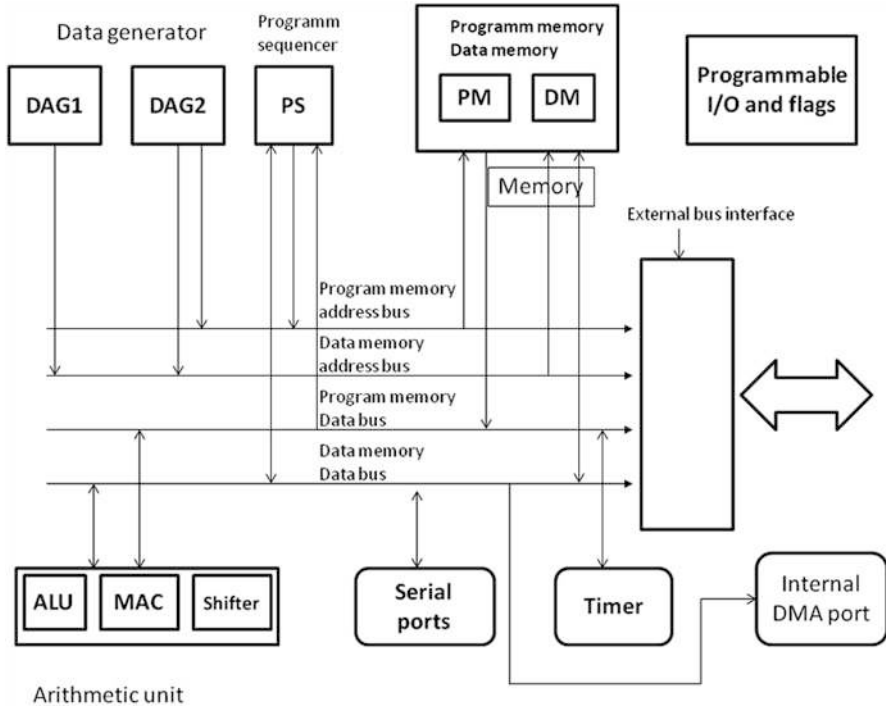 Data generator
Programm
sequencer
Programm memory
Data memory
DAG1
DAG2
PS
PM
DM
Programmable
I/O and flags
Memory
External bus interface
Program memory
address bus
Data memory
address bus
Program memory
Data bus
Data memory
Data bus
ALU
MAC
Shifter
Serial
ports
Timer
Internal
DMA port
Arithmetic unit